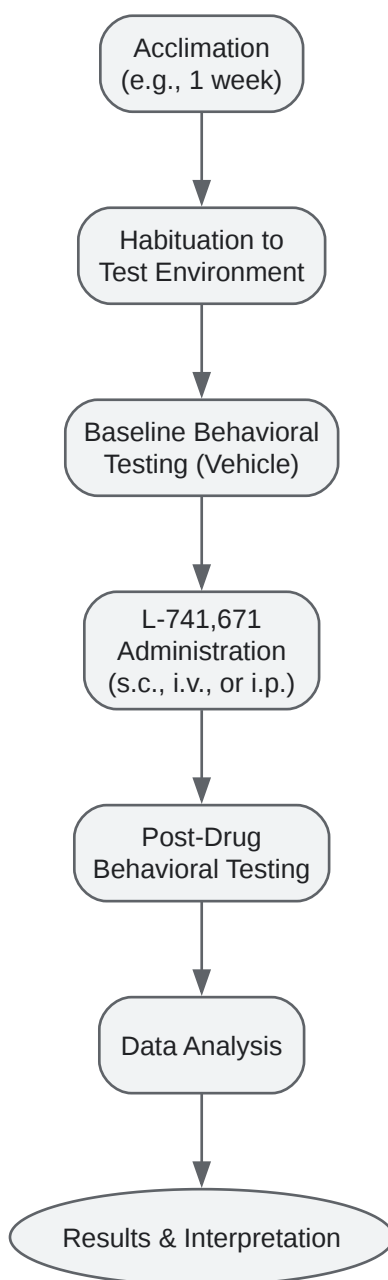 Acclimation
(e.g., 1 week)
Habituation to
Test Environment
Baseline Behavioral
Testing (Vehicle)
L-741,671
Administration
(s.c., i.v., or i.p.)
Post-Drug
Behavioral Testing
Data Analysis
Results & Interpretation